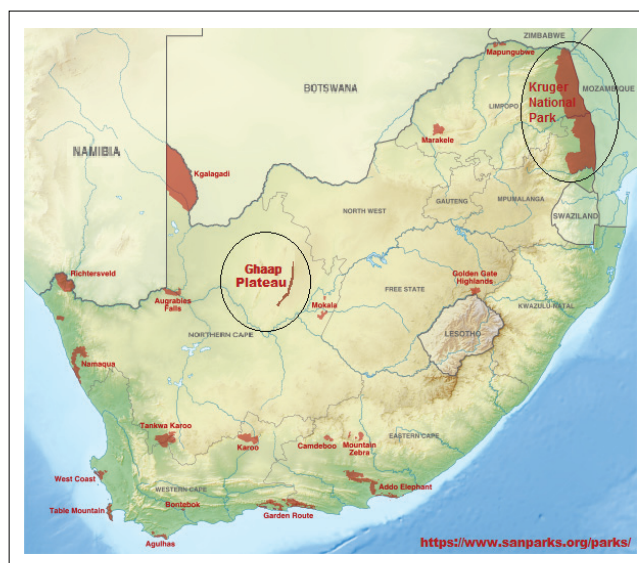 ZIMBABWE
Mapungubwe
BOTSWANA
Kruger
National
Park
MOZAMBIQUE
LIMPOPO
Marakele
NAMIBIA
Kgalagadi
GAUTENG
MPUMALANGA
NORTH WEST
SWAZILAND
Ghaap
Plateau
Richtersveld
Augrabies
Falls
Mokala
FREE STATE
Golden Gate
Highlands
KWAZULU-NATAL
NORTHERN CAPE
LESOTHO
Namaqua
Tankwa Karoo
Karoo
Camdeboo
Mountain
Zebra
EASTERN CAPE
West Coast
WESTERN CAPE
Addo Elephant
Table Mountain
Bontebok
Garden Route
Agulhas
https://www.sanparks.org/parks/